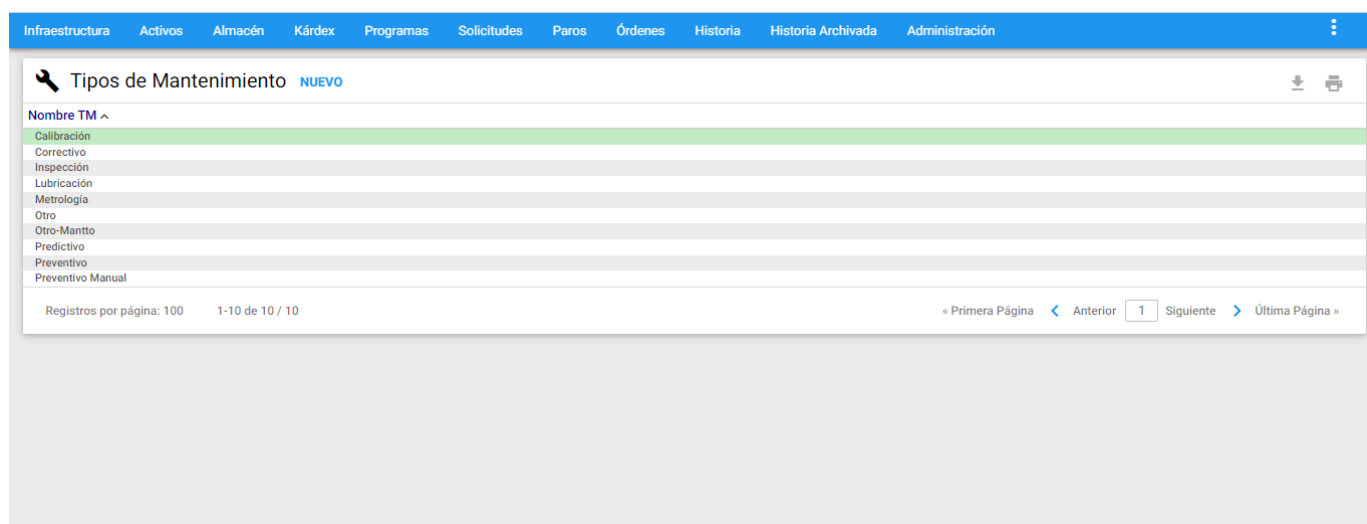 Infraestructura Activos Almacén Kárdex Programas Solicitudes Paros Órdenes Historia Historia Archivada Administración
Tipos de Mantenimiento NUEVO
Nombre TM
Calibración
Correctivo
Inspección
Lubricación
Metrología
Otro
Otro-Mantto
Predictivo
Preventivo
Preventivo Manual
Registros por página: 100 1-10 de 10 / 10 « Primera Página Anterior 1 Siguiente Última Página »